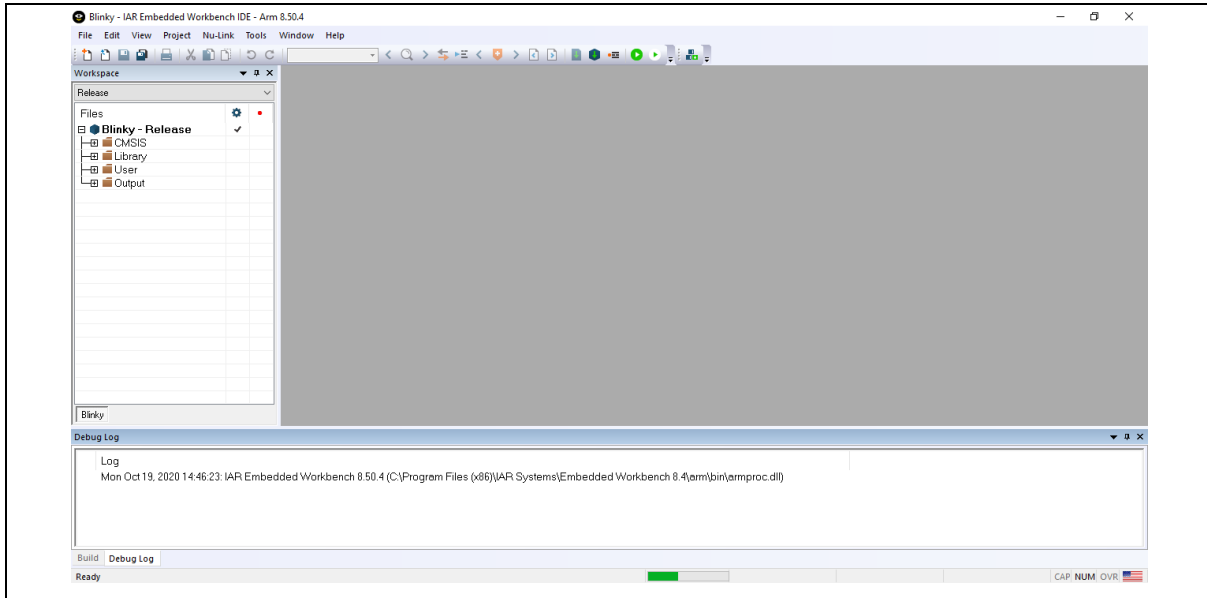 Blinky - IAR Embedded Workbench IDE - Arm 8.50.4
File Edit View Project Nu-Link Tools Window Help
Workspace
Release
Files
Blinky - Release
CMSIS
Library
User
Output
Blinky
Debug Log
Log
Mon Oct 19, 2020 14:46:23: IAR Embedded Workbench 8.50.4 (C:\Program Files (x86)\IAR Systems\Embedded Workbench 8.4\arm\bin\armproc.dll)
Build Debug Log
Ready CAP NUM OVR